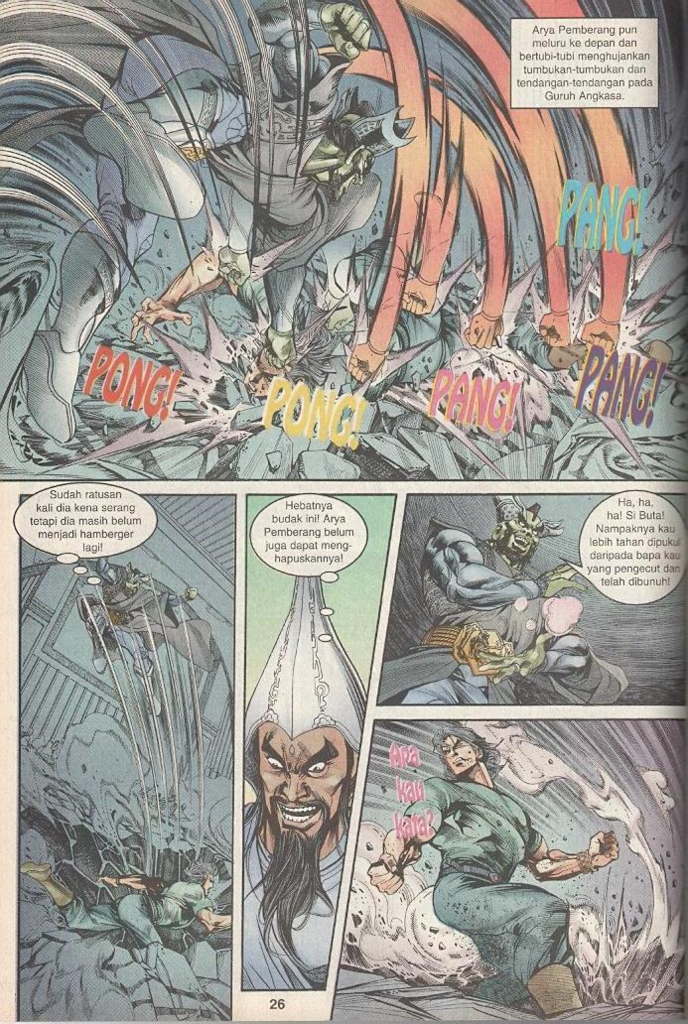 Arya Pemberang pun
meluru ke depan dan
bertubi-tubi menghujankan
tumbukan-tumbukan dan
tendangan-tendangan pada
Guruh Angkasa.
PANG!
PONG!
PONG!
PANG!
PANG!
Sudah ratusan
kali dia kena serang
tetapi dia masih belum
menjadi hamberger
lagi!
Hebatnya
budak ini! Arya
Pemberang belum
juga dapat meng-
hapuskannya!
Ha, ha,
ha! Si Buta!
Nampaknya kau
lebih tahan dipukul
daripada bapa kau
yang pengecut dan
telah dibunuh!
Apa
kau
kata?
26